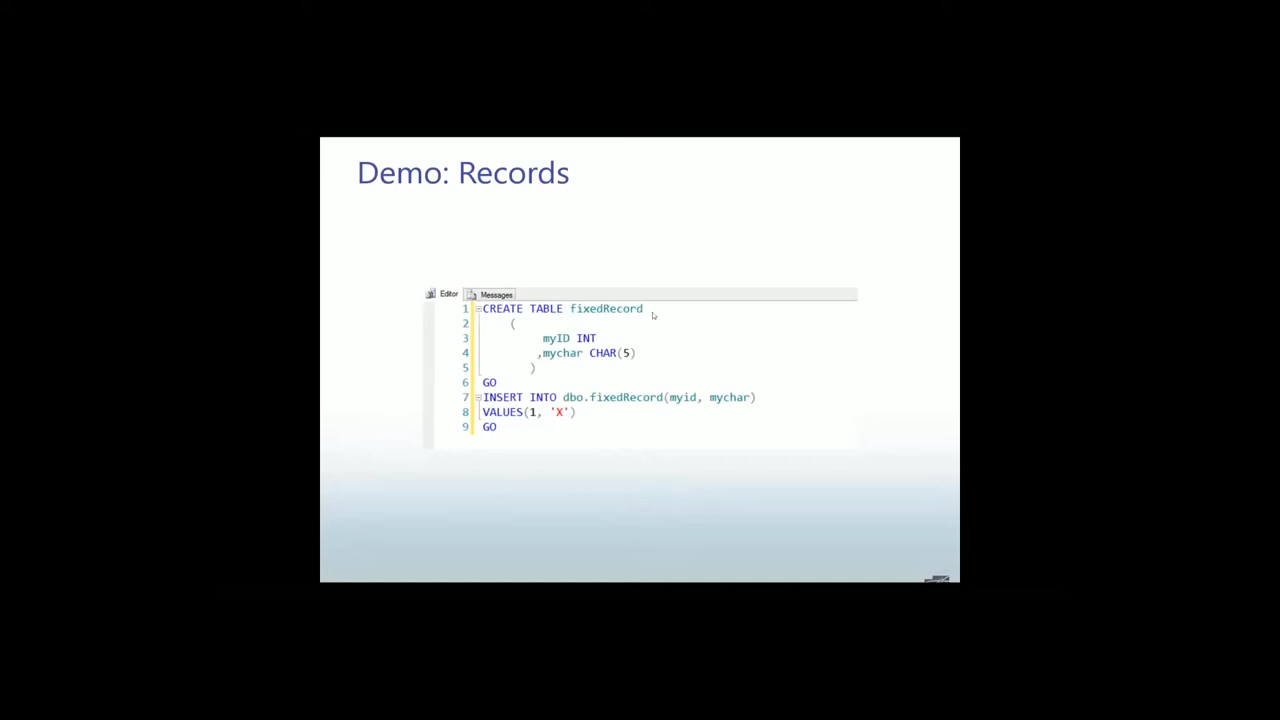 Demo: Records
Editor Messages
1 CREATE TABLE fixedRecord
2 (
3 myID INT
4 ,mychar CHAR(5)
5 )
6 GO
7 INSERT INTO dbo.fixedRecord(myid, mychar)
8 VALUES(1, 'X')
9 GO